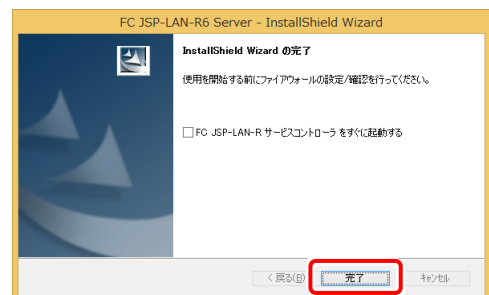 FC JSP-LAN-R6 Server - InstallShield Wizard
InstallShield Wizard の完了
使用を開始する前にファイアウォールの設定/確認を行ってください。
FC JSP-LAN-R サービスコントローラ をすぐに起動する
< 戻る(B) 完了 キャンセル